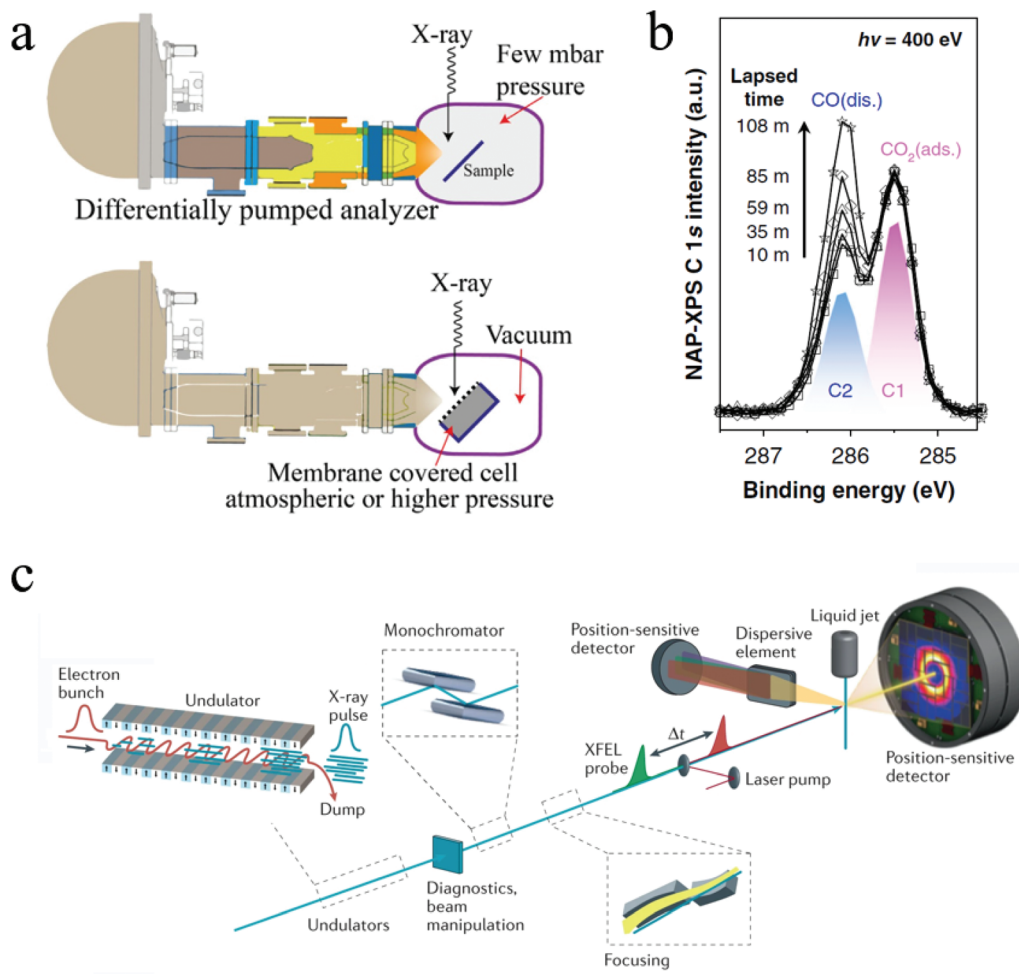 a
X-ray
Few mbar
pressure
Sample
Differentially pumped analyzer
X-ray
Vacuum
Membrane covered cell
atmospheric or higher pressure
b
hν = 400 eV
Lapsed
time
CO(dis.)
108 m
CO₂(ads.)
85 m
59 m
35 m
10 m
C2
C1
NAP-XPS C 1s intensity (a.u.)
287
286
285
Binding energy (eV)
c
Electron
bunch
Undulator
X-ray
pulse
Dump
Monochromator
Position-sensitive
detector
Dispersive
element
Liquid jet
XFEL
probe
Δt
Laser pump
Position-sensitive
detector
Undulators
Diagnostics,
beam
manipulation
Focusing